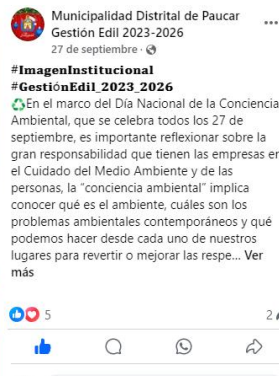 Municipalidad Distrital de Paucar
Gestión Edil 2023-2026
27 de septiembre ·
#𝐈𝐦𝐚𝐠𝐞𝐧𝐈𝐧𝐬𝐭𝐢𝐭𝐮𝐜𝐢𝐨𝐧𝐚𝐥
#𝐆𝐞𝐬𝐭𝐢ó𝐧𝐄𝐝𝐢𝐥_𝟐𝟎𝟐𝟑_𝟐𝟎𝟐𝟔
♻️En el marco del Día Nacional de la Conciencia
Ambiental, que se celebra todos los 27 de
septiembre, es importante reflexionar sobre la
gran responsabilidad que tienen las empresas en
el Cuidado del Medio Ambiente y de las
personas, la “conciencia ambiental” implica
conocer qué es el ambiente, cuáles son los
problemas ambientales contemporáneos y qué
podemos hacer desde cada uno de nuestros
lugares para revertir o mejorar las respe... Ver
más
5
2